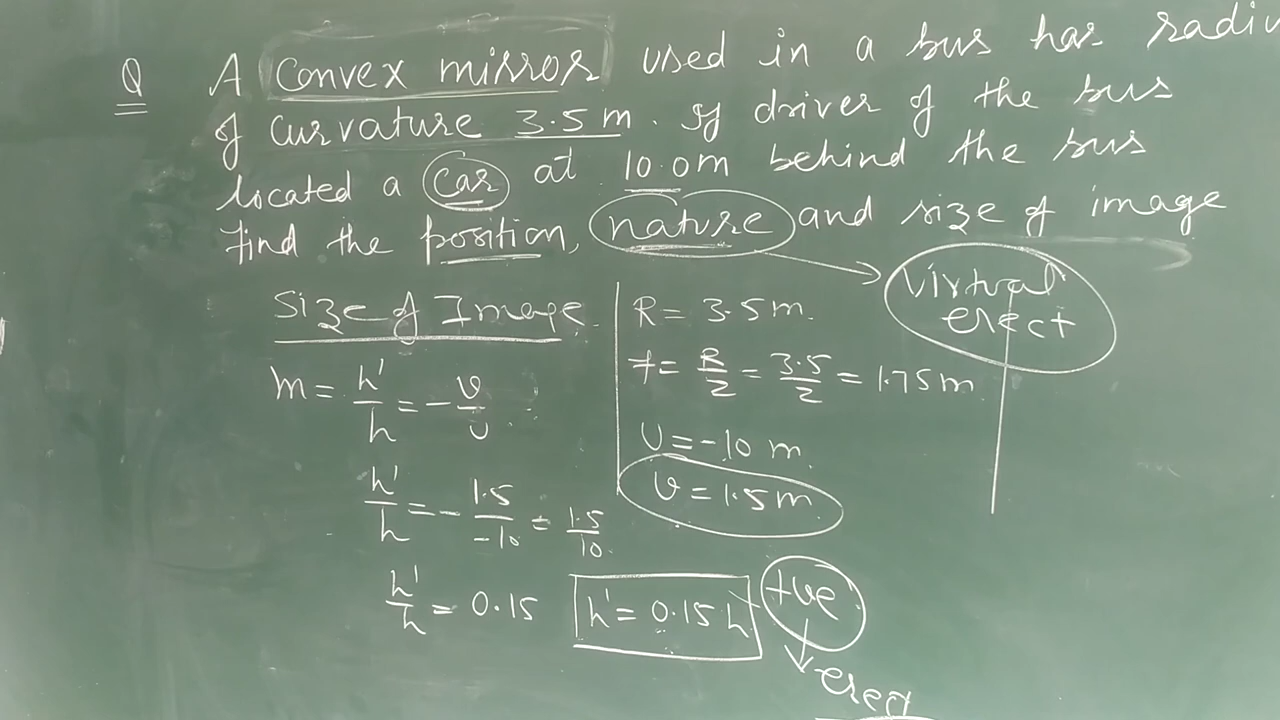 Q A convex mirror used in a bus has radiu
of curvature 3.5 m. If driver of the bus
located a car at 10.0m behind the bus
find the position, nature and size of image
virtual
erect
Size of Image
m = h'/h = -v/u
h'/h = - 1.5/-10 = 1.5/10
h'/h = 0.15 h' = 0.15 h +ve
erect
R = 3.5 m.
f = R/2 = 3.5/2 = 1.75 m
U = -10 m.
v = 1.5 m